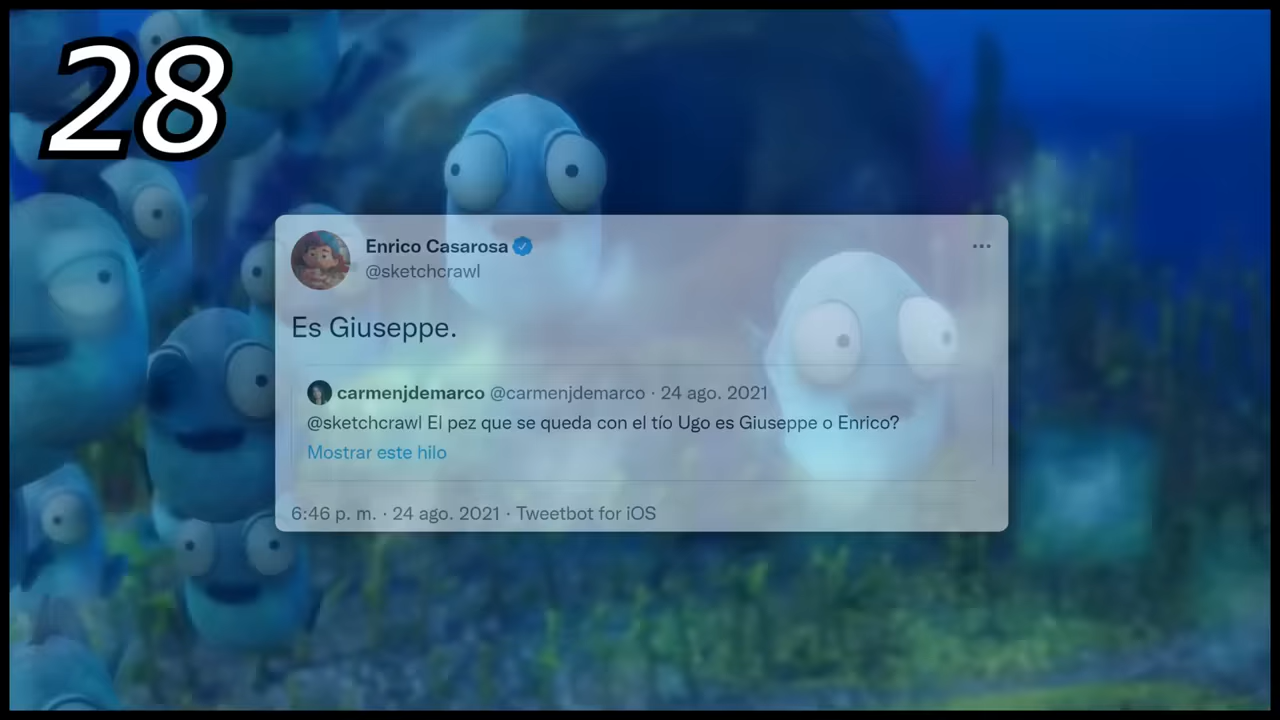 28
Enrico Casarosa
@sketchcrawl
Es Giuseppe.
carmenjdemarco @carmenjdemarco · 24 ago. 2021
@sketchcrawl El pez que se queda con el tío Ugo es Giuseppe o Enrico?
Mostrar este hilo
6:46 p. m. · 24 ago. 2021 · Tweetbot for iOS